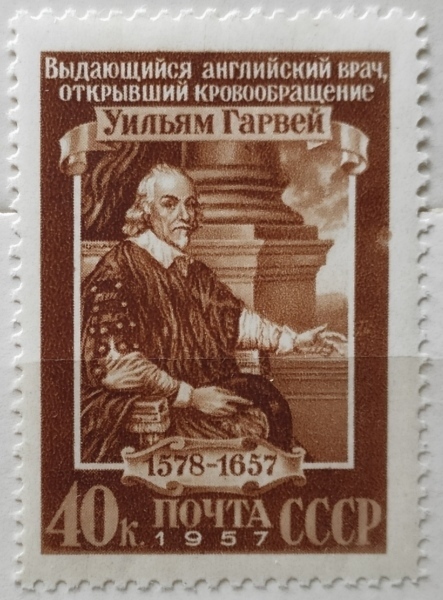 Выдающийся английский врач,
открывший кровообращение
Уильям Гарвей
1578-1657
40к. ПОЧТА СССР
1957